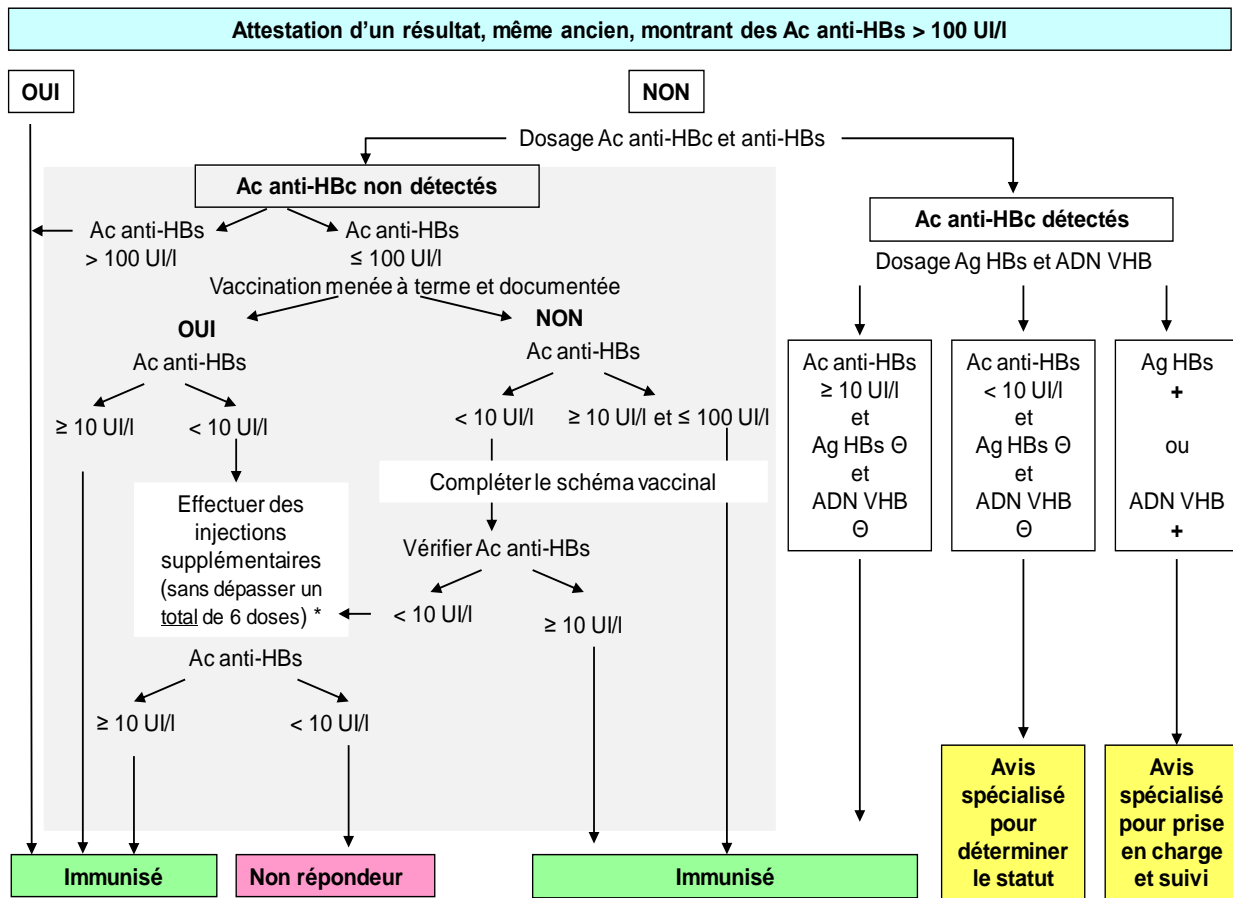 Attestation d'un résultat, même ancien, montrant des Ac anti-HBs > 100 UI/l
OUI
NON
Dosage Ac anti-HBc et anti-HBs
Ac anti-HBc non détectés
Ac anti-HBs
> 100 UI/l
Ac anti-HBs
≤ 100 UI/l
Vaccination menée à terme et documentée
OUI
Ac anti-HBs
≥ 10 UI/l
< 10 UI/l
Effectuer des
injections
supplémentaires
(sans dépasser un
total de 6 doses) *
Ac anti-HBs
≥ 10 UI/l
< 10 UI/l
NON
Ac anti-HBs
< 10 UI/l
≥ 10 UI/l et ≤ 100 UI/l
Compléter le schéma vaccinal
Vérifier Ac anti-HBs
< 10 UI/l
≥ 10 UI/l
Ac anti-HBc détectés
Dosage Ag HBs et ADN VHB
Ac anti-HBs
≥ 10 UI/l
et
Ag HBs Θ
et
ADN VHB
Θ
Ac anti-HBs
< 10 UI/l
et
Ag HBs Θ
et
ADN VHB
Θ
Ag HBs
+
ou
ADN VHB
+
Immunisé
Non répondeur
Immunisé
Avis
spécialisé
pour
déterminer
le statut
Avis
spécialisé
pour prise
en charge
et suivi